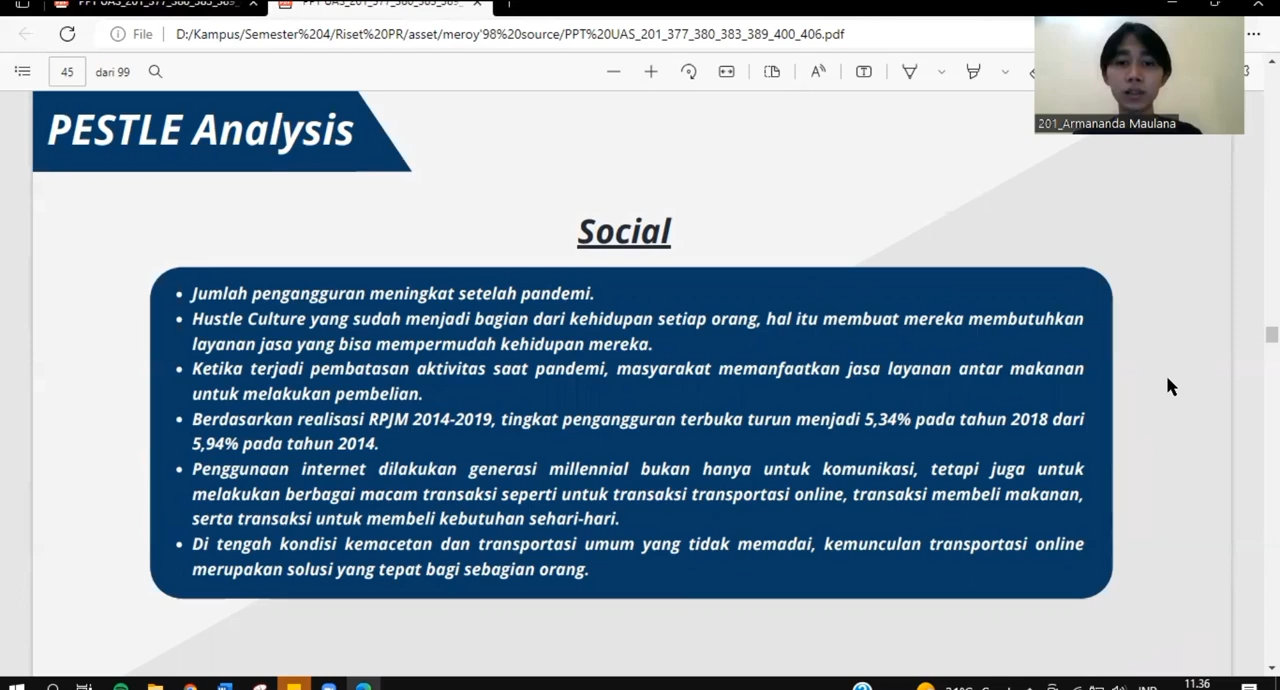 File
D:/Kampus/Semester%204/Riset%20PR/asset/meroy'98%20source/PPT%20UAS_201_377_380_383_389_400_406.pdf
45
dari 99
201_Armananda Maulana
PESTLE Analysis
Social
• Jumlah pengangguran meningkat setelah pandemi.
• Hustle Culture yang sudah menjadi bagian dari kehidupan setiap orang, hal itu membuat mereka membutuhkan
layanan jasa yang bisa mempermudah kehidupan mereka.
• Ketika terjadi pembatasan aktivitas saat pandemi, masyarakat memanfaatkan jasa layanan antar makanan
untuk melakukan pembelian.
• Berdasarkan realisasi RPJM 2014-2019, tingkat pengangguran terbuka turun menjadi 5,34% pada tahun 2018 dari
5,94% pada tahun 2014.
• Penggunaan internet dilakukan generasi millennial bukan hanya untuk komunikasi, tetapi juga untuk
melakukan berbagai macam transaksi seperti untuk transaksi transportasi online, transaksi membeli makanan,
serta transaksi untuk membeli kebutuhan sehari-hari.
• Di tengah kondisi kemacetan dan transportasi umum yang tidak memadai, kemunculan transportasi online
merupakan solusi yang tepat bagi sebagian orang.
11.36